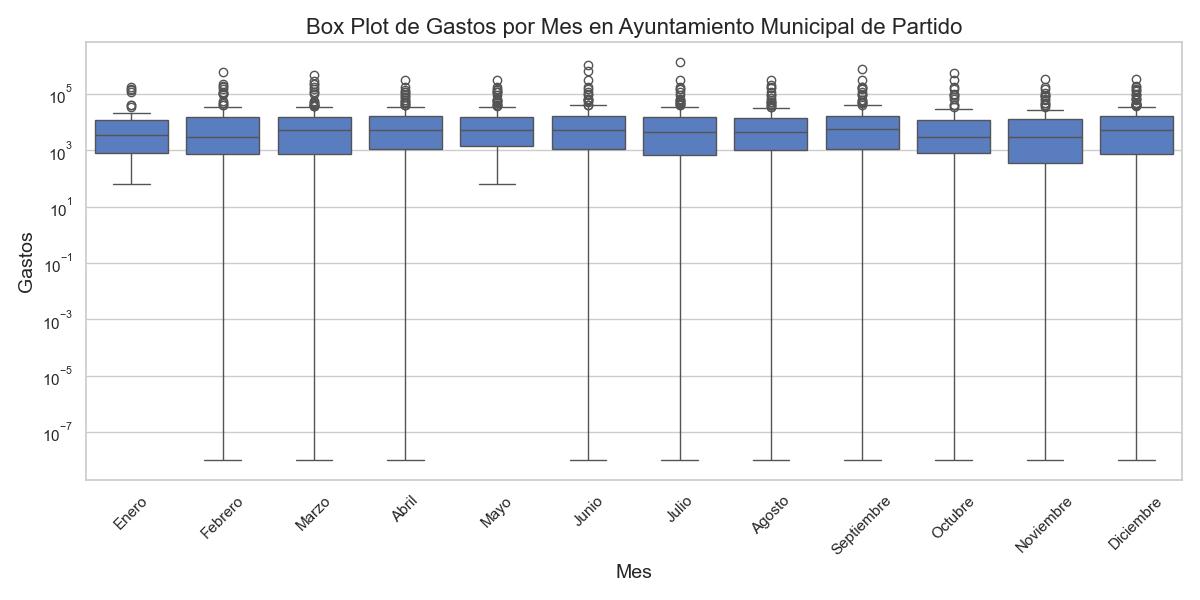 Box Plot de Gastos por Mes en Ayuntamiento Municipal de Partido
Gastos
10^5
10^3
10^1
10^−1
10^−3
10^−5
10^−7
Enero
Febrero
Marzo
Abril
Mayo
Junio
Julio
Agosto
Septiembre
Octubre
Noviembre
Diciembre
Mes